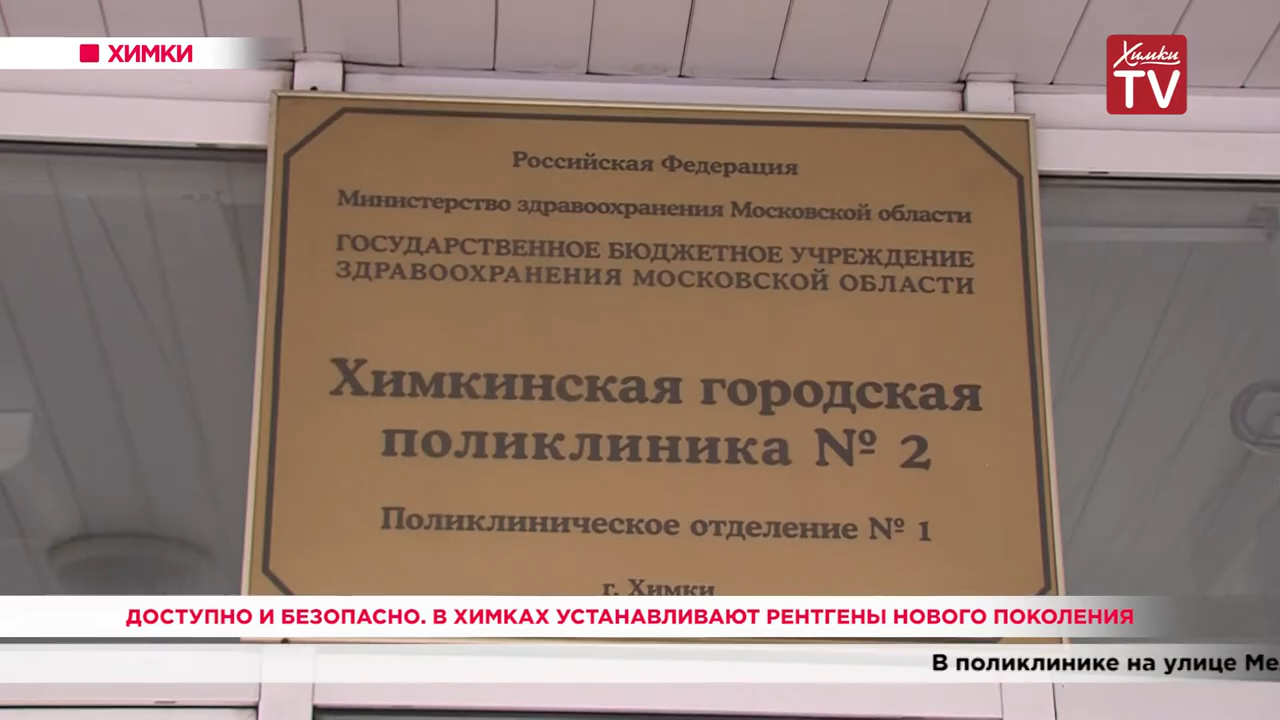 ХИМКИ
Химки
TV
Российская Федерация
Министерство здравоохранения Московской области
ГОСУДАРСТВЕННОЕ БЮДЖЕТНОЕ УЧРЕЖДЕНИЕ
ЗДРАВООХРАНЕНИЯ МОСКОВСКОЙ ОБЛАСТИ
Химкинская городская
поликлиника № 2
Поликлиническое отделение № 1
г. Химки
ДОСТУПНО И БЕЗОПАСНО. В ХИМКАХ УСТАНАВЛИВАЮТ РЕНТГЕНЫ НОВОГО ПОКОЛЕНИЯ
В поликлинике на улице